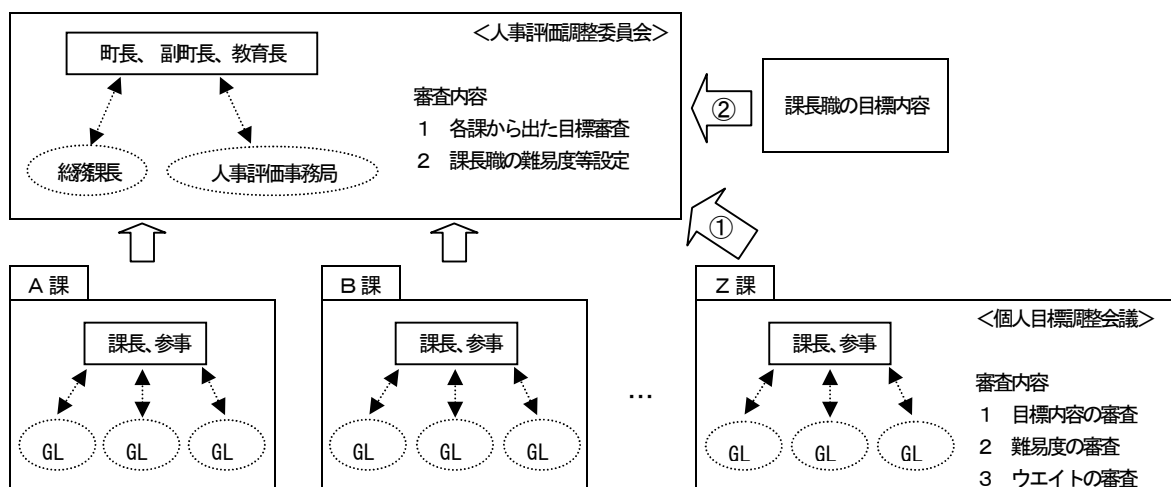 ＜人事評価調整委員会＞
町長、副町長、教育長
審査内容
１　各課から出た目標審査
２　課長職の難易度等設定
総務課長
人事評価事務局
②
課長職の目標内容
①
Ａ課
課長、参事
GL
GL
GL
Ｂ課
課長、参事
GL
GL
GL
…
Ｚ課
＜個人目標調整会議＞
課長、参事
GL
GL
GL
審査内容
１　目標内容の審査
２　難易度の審査
３　ウエイトの審査